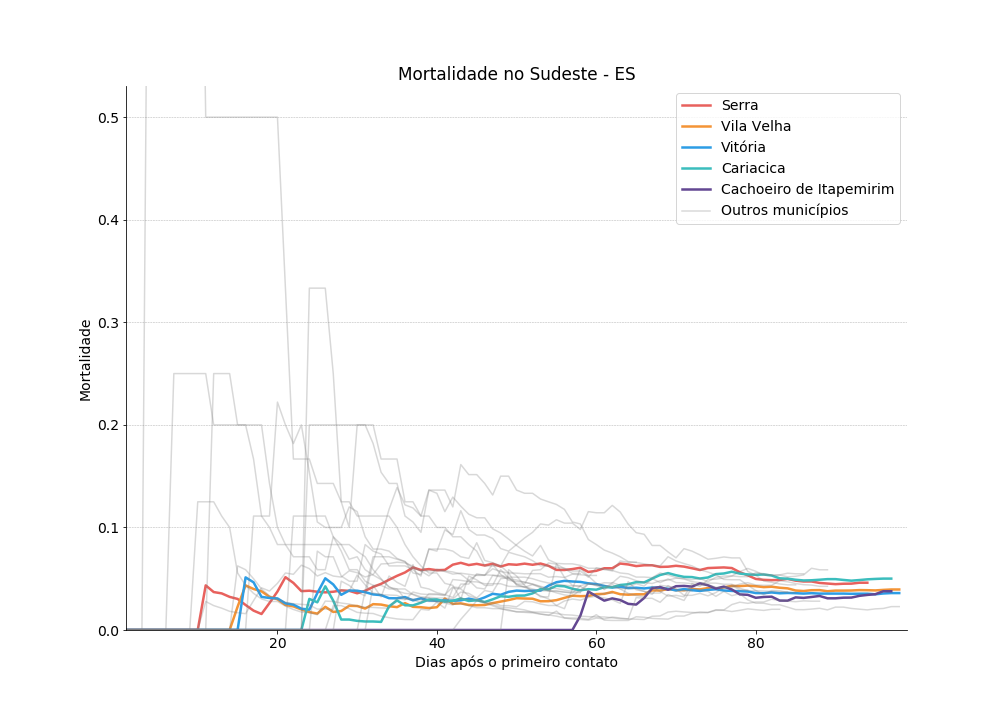 Mortalidade no Sudeste - ES
Serra
Vila Velha
Vitória
Cariacica
Cachoeiro de Itapemirim
Outros municípios
Mortalidade
0.5
0.4
0.3
0.2
0.1
0.0
20
40
60
80
Dias após o primeiro contato